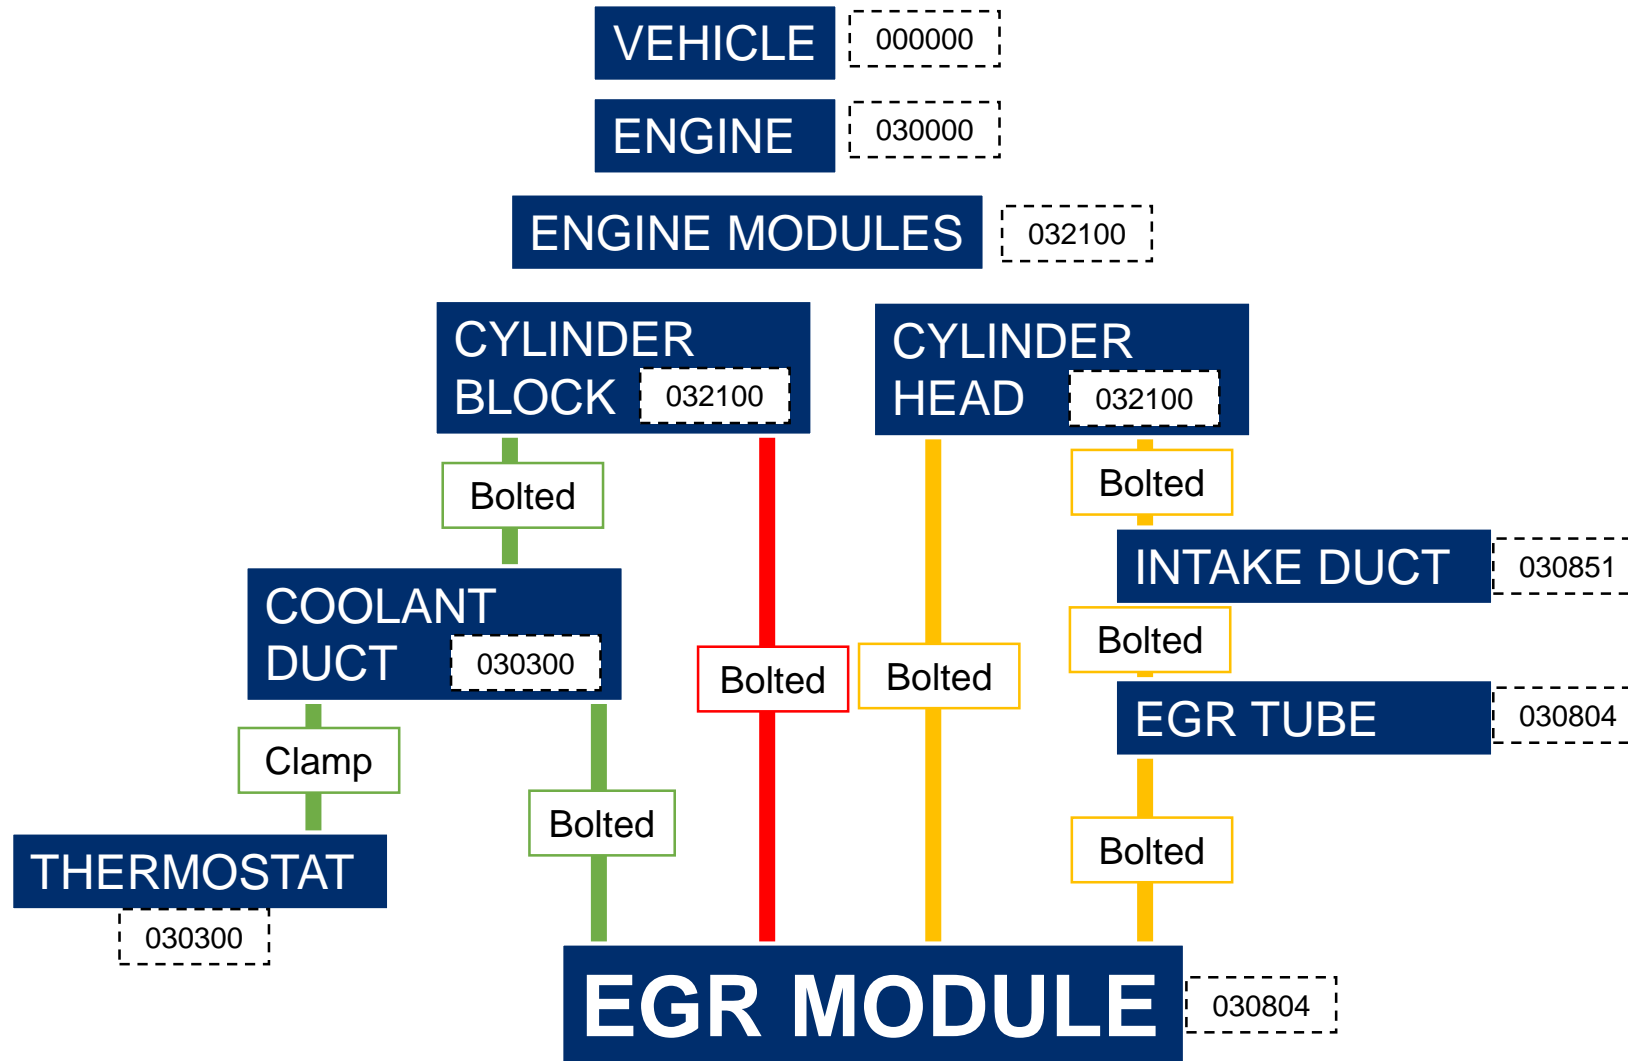 VEHICLE
000000
ENGINE
030000
ENGINE MODULES
032100
CYLINDER
BLOCK
032100
CYLINDER
HEAD
032100
Bolted
Bolted
INTAKE DUCT
030851
COOLANT
DUCT
030300
Bolted
Bolted
Bolted
EGR TUBE
030804
Clamp
Bolted
Bolted
THERMOSTAT
030300
EGR MODULE
030804